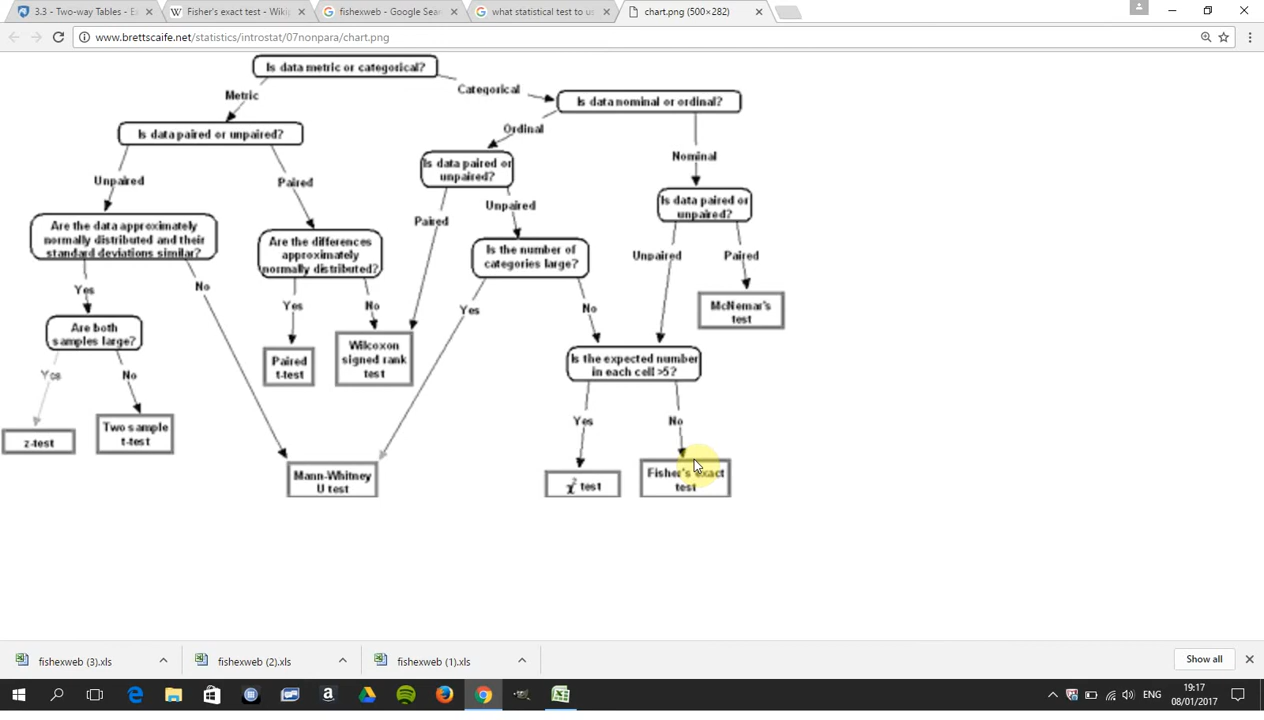 3.3 - Two-way Tables - Ex
Fisher's exact test - Wikip
fishexweb - Google Sear
what statistical test to us
chart.png (500×282)
www.brettscaife.net/statistics/introstat/07nonpara/chart.png
Is data metric or categorical?
Metric
Categorical
Is data nominal or ordinal?
Is data paired or unpaired?
Ordinal
Nominal
Is data paired or
unpaired?
Unpaired
Paired
Is data paired or
unpaired?
Paired
Unpaired
Are the data approximately
normally distributed and their
standard deviations similar?
Are the differences
approximately
normally distributed?
Is the number of
categories large?
Unpaired
Paired
Yes
No
Yes
No
Yes
No
McNemar's
test
Are both
samples large?
Paired
t-test
Wilcoxon
signed rank
test
Is the expected number
in each cell >5?
Yes
No
Yes
No
z-test
Two sample
t-test
Mann-Whitney
U test
χ² test
Fisher's exact
test
fishexweb (3).xls
fishexweb (2).xls
fishexweb (1).xls
Show all
ENG
19:17
08/01/2017